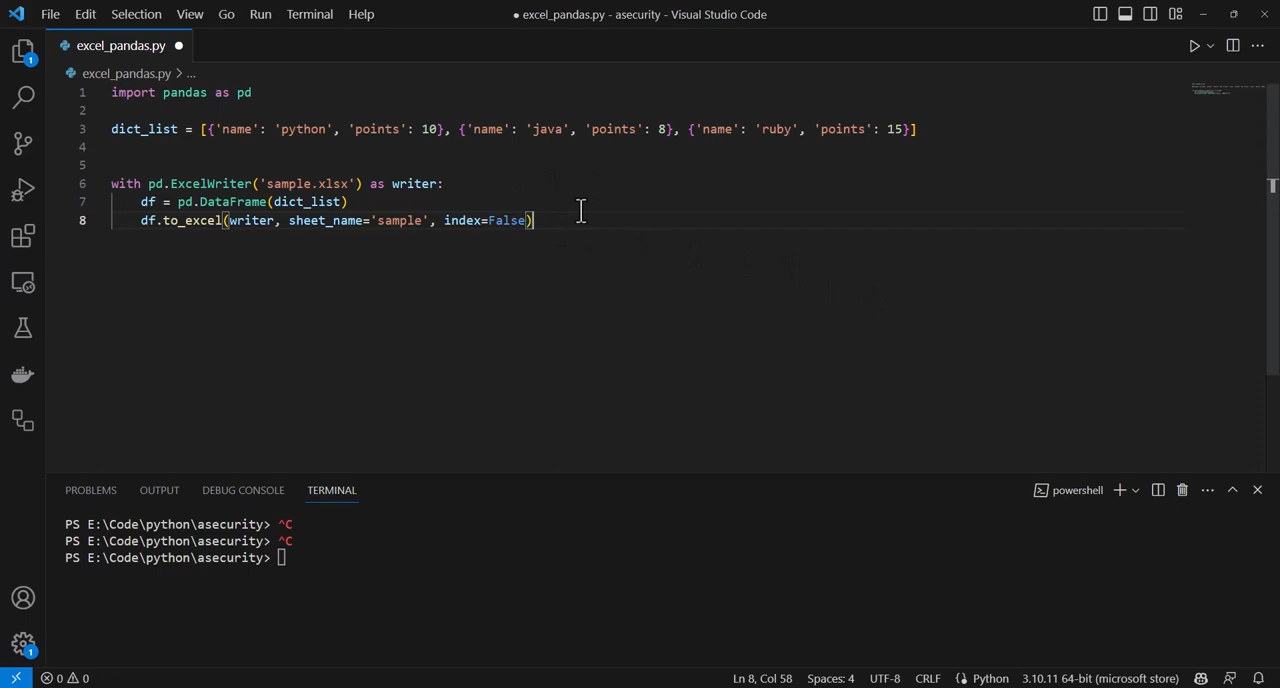 File Edit Selection View Go Run Terminal Help ● excel_pandas.py - asecurity - Visual Studio Code
excel_pandas.py ●
excel_pandas.py > ...
1 import pandas as pd
2
3 dict_list = [{'name': 'python', 'points': 10}, {'name': 'java', 'points': 8}, {'name': 'ruby', 'points': 15}]
4
5
6 with pd.ExcelWriter('sample.xlsx') as writer:
7     df = pd.DataFrame(dict_list)
8     df.to_excel(writer, sheet_name='sample', index=False)
PROBLEMS OUTPUT DEBUG CONSOLE TERMINAL powershell
PS E:\Code\python\asecurity> ^C
PS E:\Code\python\asecurity> ^C
PS E:\Code\python\asecurity>
1
1
0 0 Ln 8, Col 58 Spaces: 4 UTF-8 CRLF Python 3.10.11 64-bit (microsoft store)